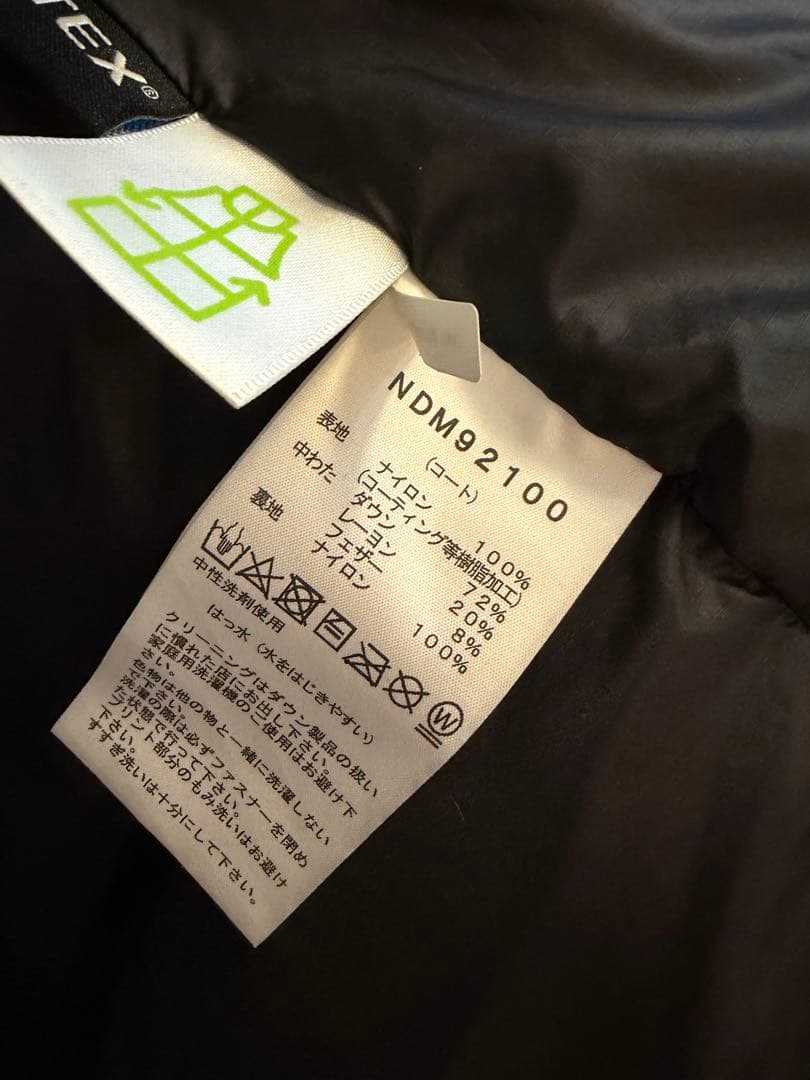 TEX®
NDM92100
(コート)
表地 ナイロン 100%
(コーティング等樹脂加工)
中わた ダウン 72%
レーヨン 20%
フェザー 8%
裏地 ナイロン 100%
W
中性洗剤使用
はっ水 (水をはじきやすい)
クリーニングはダウン製品の扱い
に慣れた店にお出し下さい。
家庭用洗濯機のご使用はお避け下
さい。
色物は他の物と一緒に洗濯しない
で下さい。
洗濯の際は必ずファスナーを閉め
た状態で行って下さい。
プリント部分のもみ洗いはお避け
下さい。
すすぎ洗いは十分にして下さい。